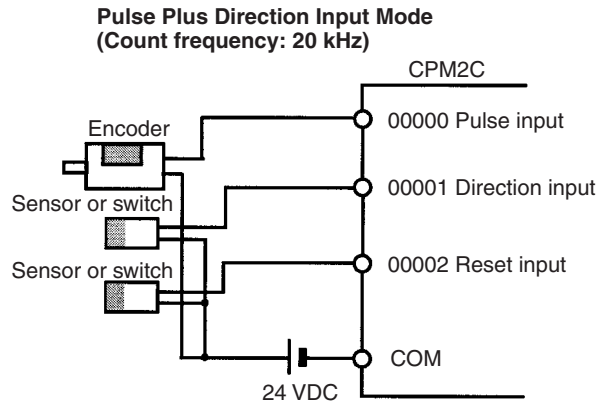 Pulse Plus Direction Input Mode
(Count frequency: 20 kHz)
CPM2C
00000 Pulse input
Encoder
00001 Direction input
Sensor or switch
Sensor or switch
00002 Reset input
COM
24 VDC